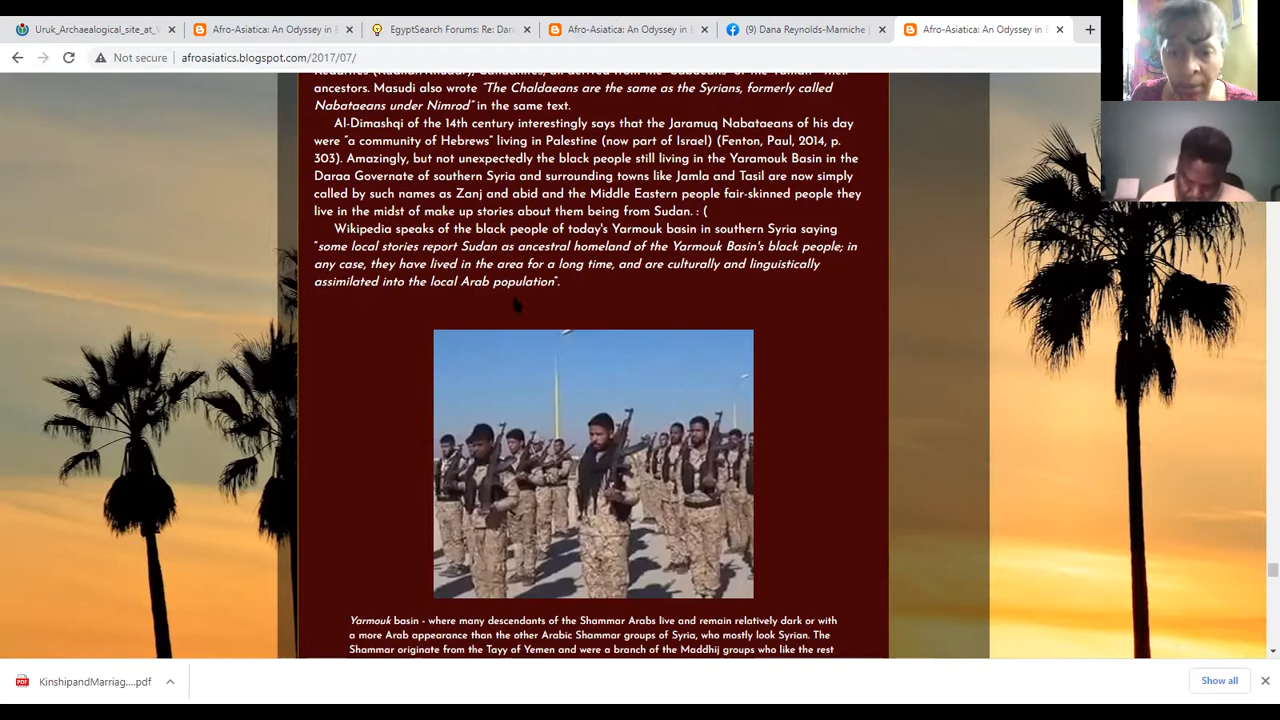 Uruk_Archaealogical_site_at_V
Afro-Asiatica: An Odyssey in E
EgyptSearch Forums: Re: Dana
Afro-Asiatica: An Odyssey in E
(9) Dana Reynolds-Marniche |
Afro-Asiatica: An Odyssey in E
Not secure | afroasiatics.blogspot.com/2017/07/
ancestors. Masudi also wrote "The Chaldaeans are the same as the Syrians, formerly called
Nabataeans under Nimrod" in the same text.
Al-Dimashqi of the 14th century interestingly says that the Jaramuq Nabataeans of his day
were "a community of Hebrews" living in Palestine (now part of Israel) (Fenton, Paul, 2014, p.
303). Amazingly, but not unexpectedly the black people still living in the Yaramouk Basin in the
Daraa Governate of southern Syria and surrounding towns like Jamla and Tasil are now simply
called by such names as Zanj and abid and the Middle Eastern people fair-skinned people they
live in the midst of make up stories about them being from Sudan. : (
Wikipedia speaks of the black people of today's Yarmouk basin in southern Syria saying
"some local stories report Sudan as ancestral homeland of the Yarmouk Basin's black people; in
any case, they have lived in the area for a long time, and are culturally and linguistically
assimilated into the local Arab population".
Yarmouk basin - where many descendants of the Shammar Arabs live and remain relatively dark or with
a more Arab appearance than the other Arabic Shammar groups of Syria, who mostly look Syrian. The
Shammar originate from the Tayy of Yemen and were a branch of the Maddhij groups who like the rest
KinshipandMarriag....pdf
Show all